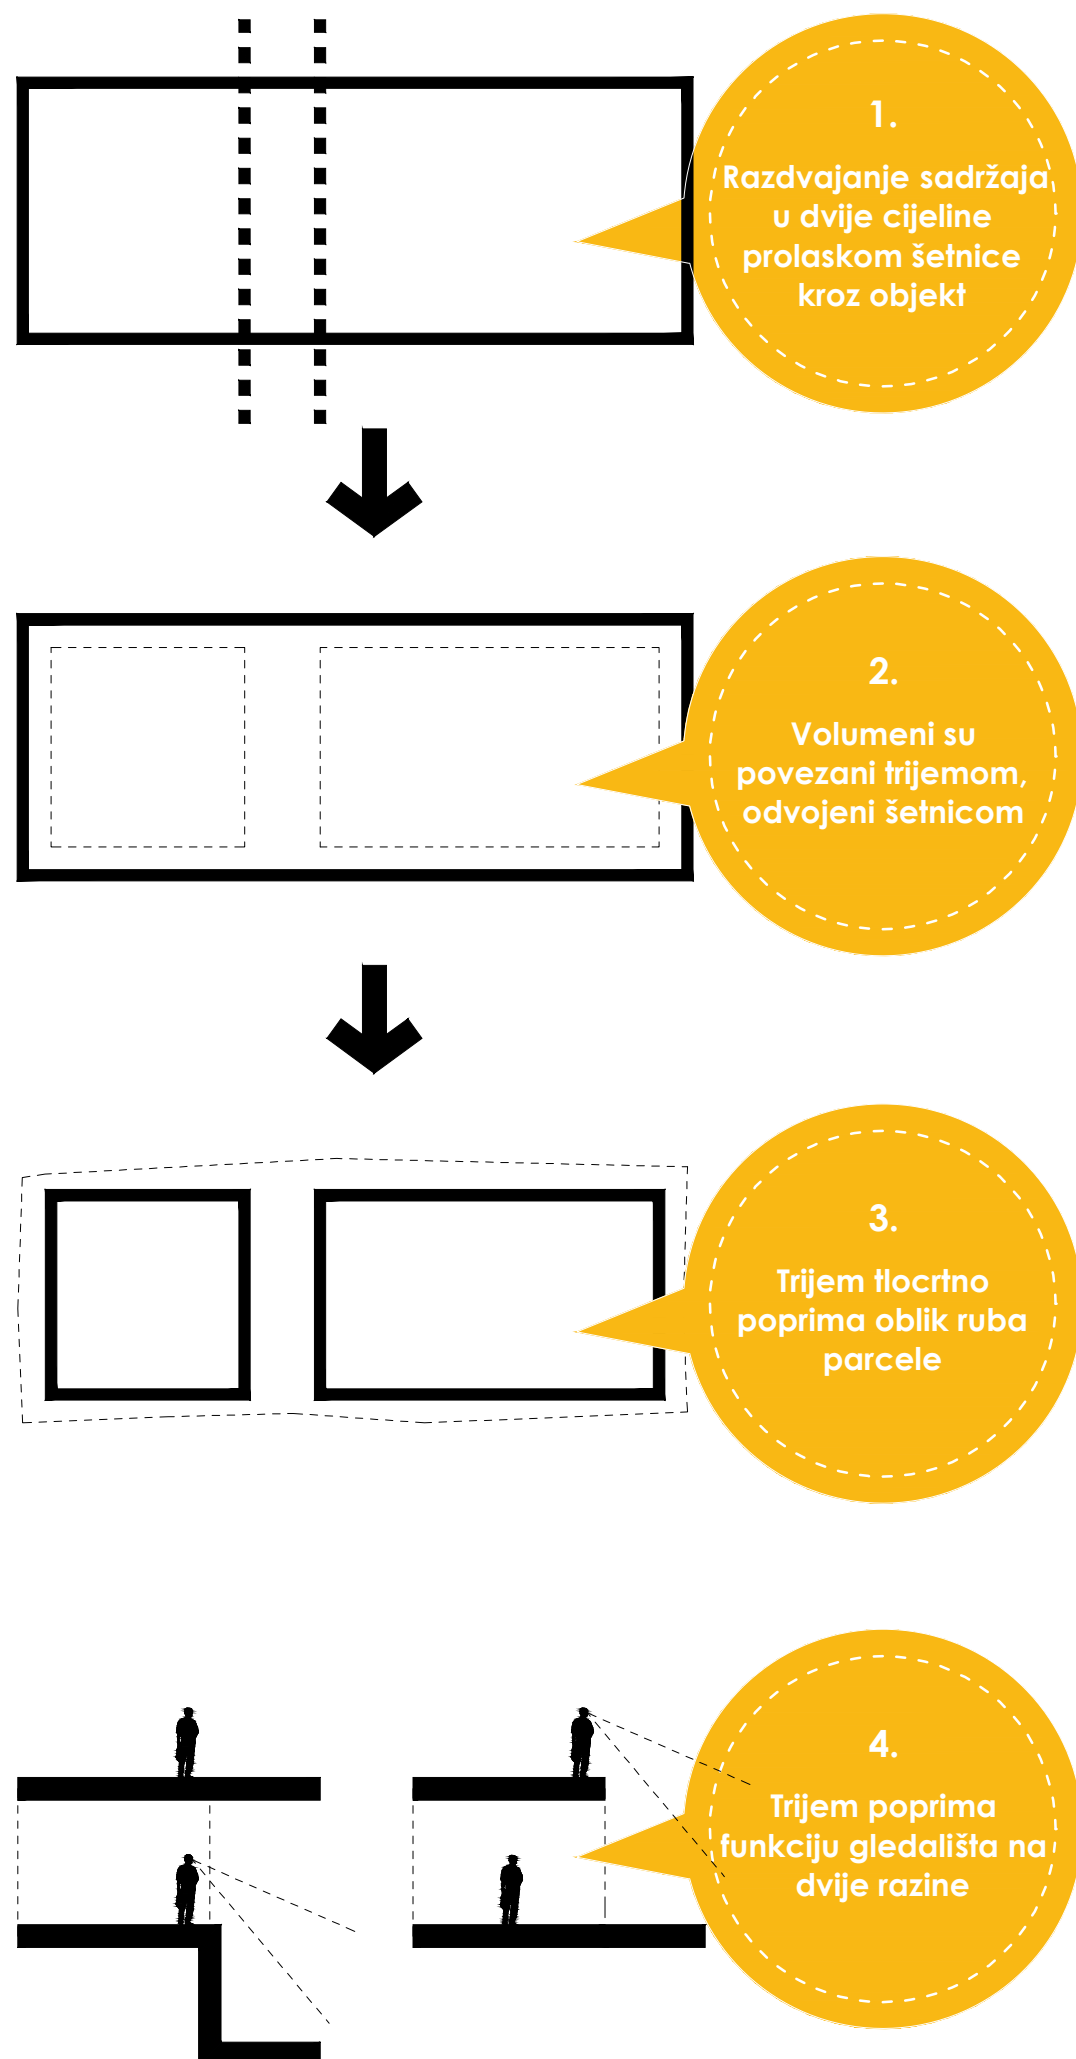 1.
Razdvajanje sadržaja
u dvije cijeline
prolaskom šetnice
kroz objekt
2.
Volumeni su
povezani trijemom,
odvojeni šetnicom
3.
Trijem tlocrtno
poprima oblik ruba
parcele
4.
Trijem poprima
funkciju gledališta na
dvije razine